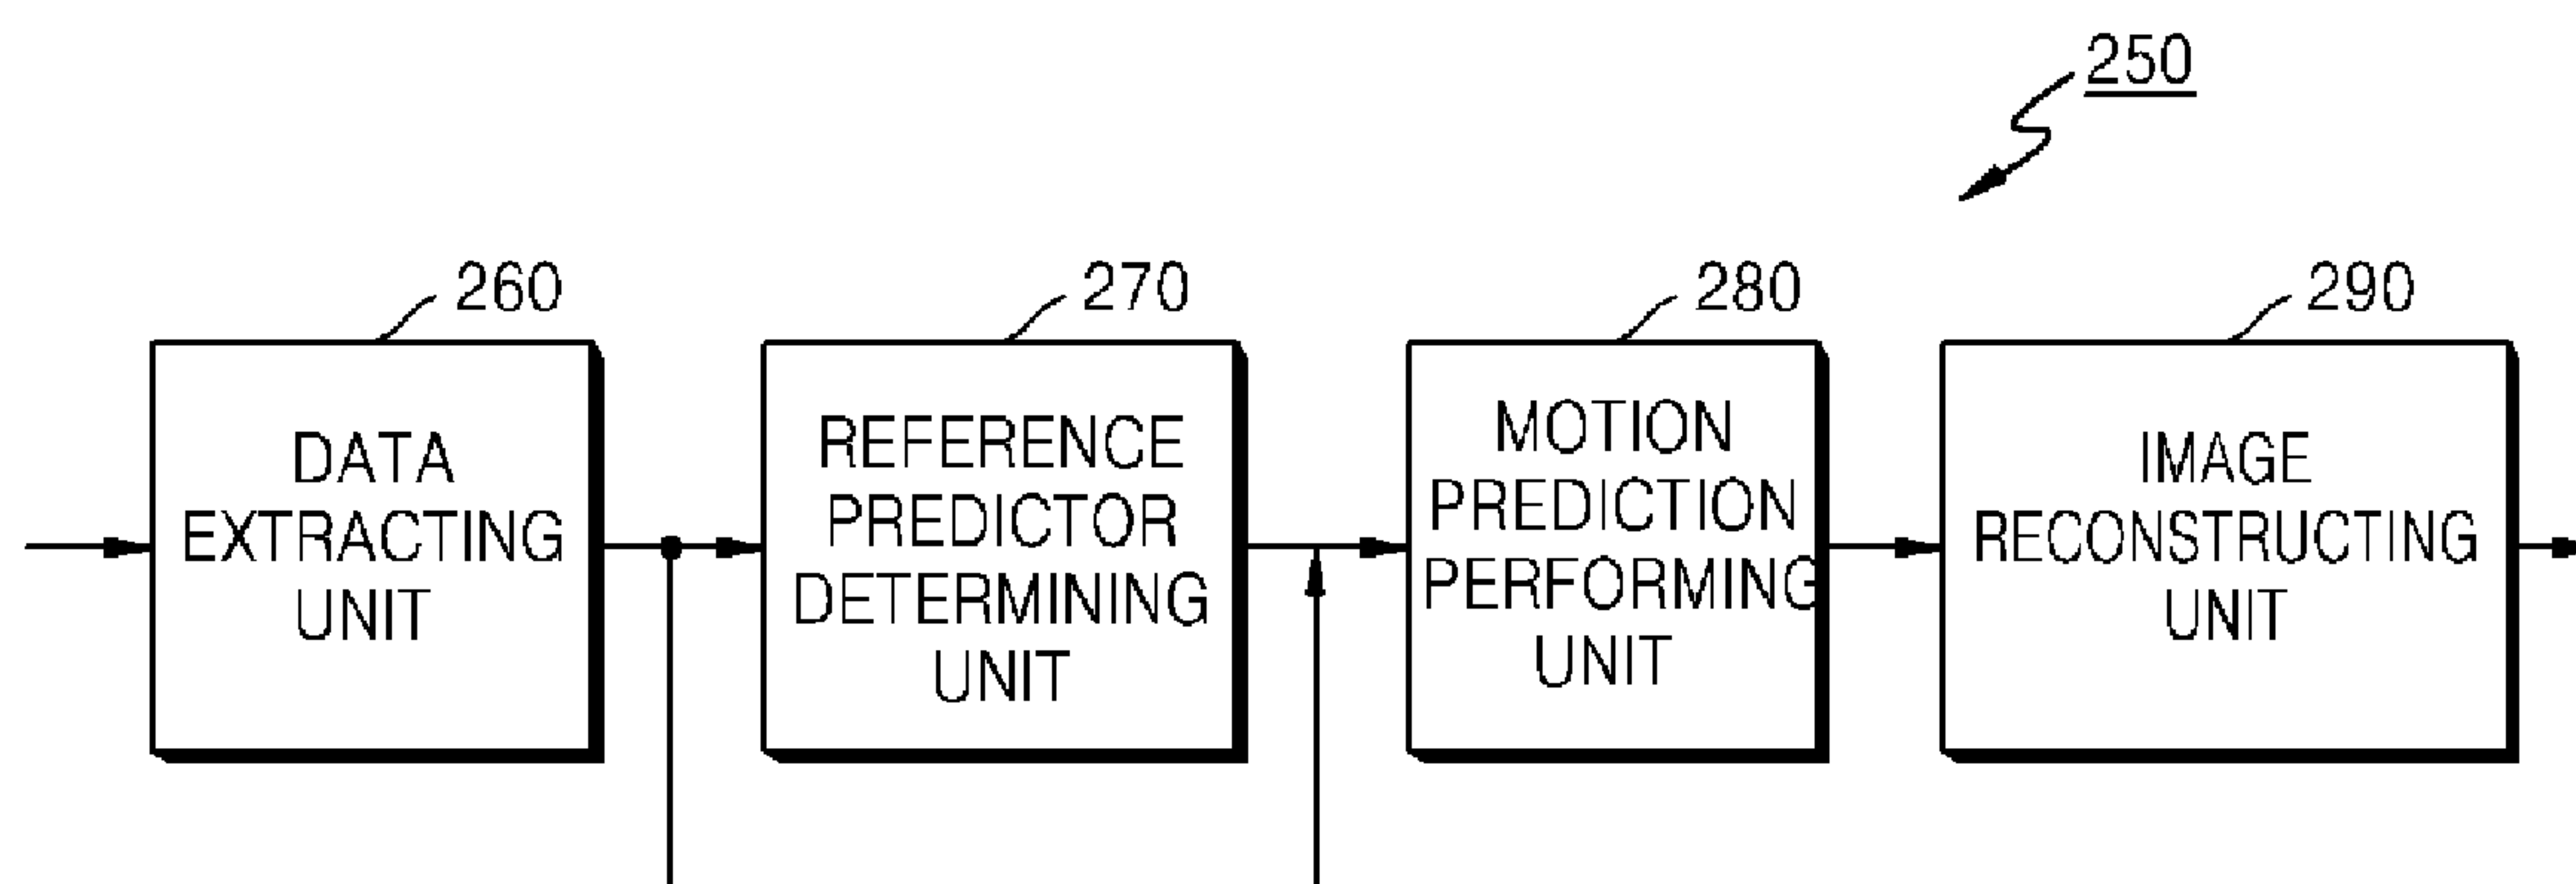 250
260
DATA
EXTRACTING
UNIT
270
REFERENCE
PREDICTOR
DETERMINING
UNIT
280
MOTION
PREDICTION
PERFORMING
UNIT
290
IMAGE
RECONSTRUCTING
UNIT